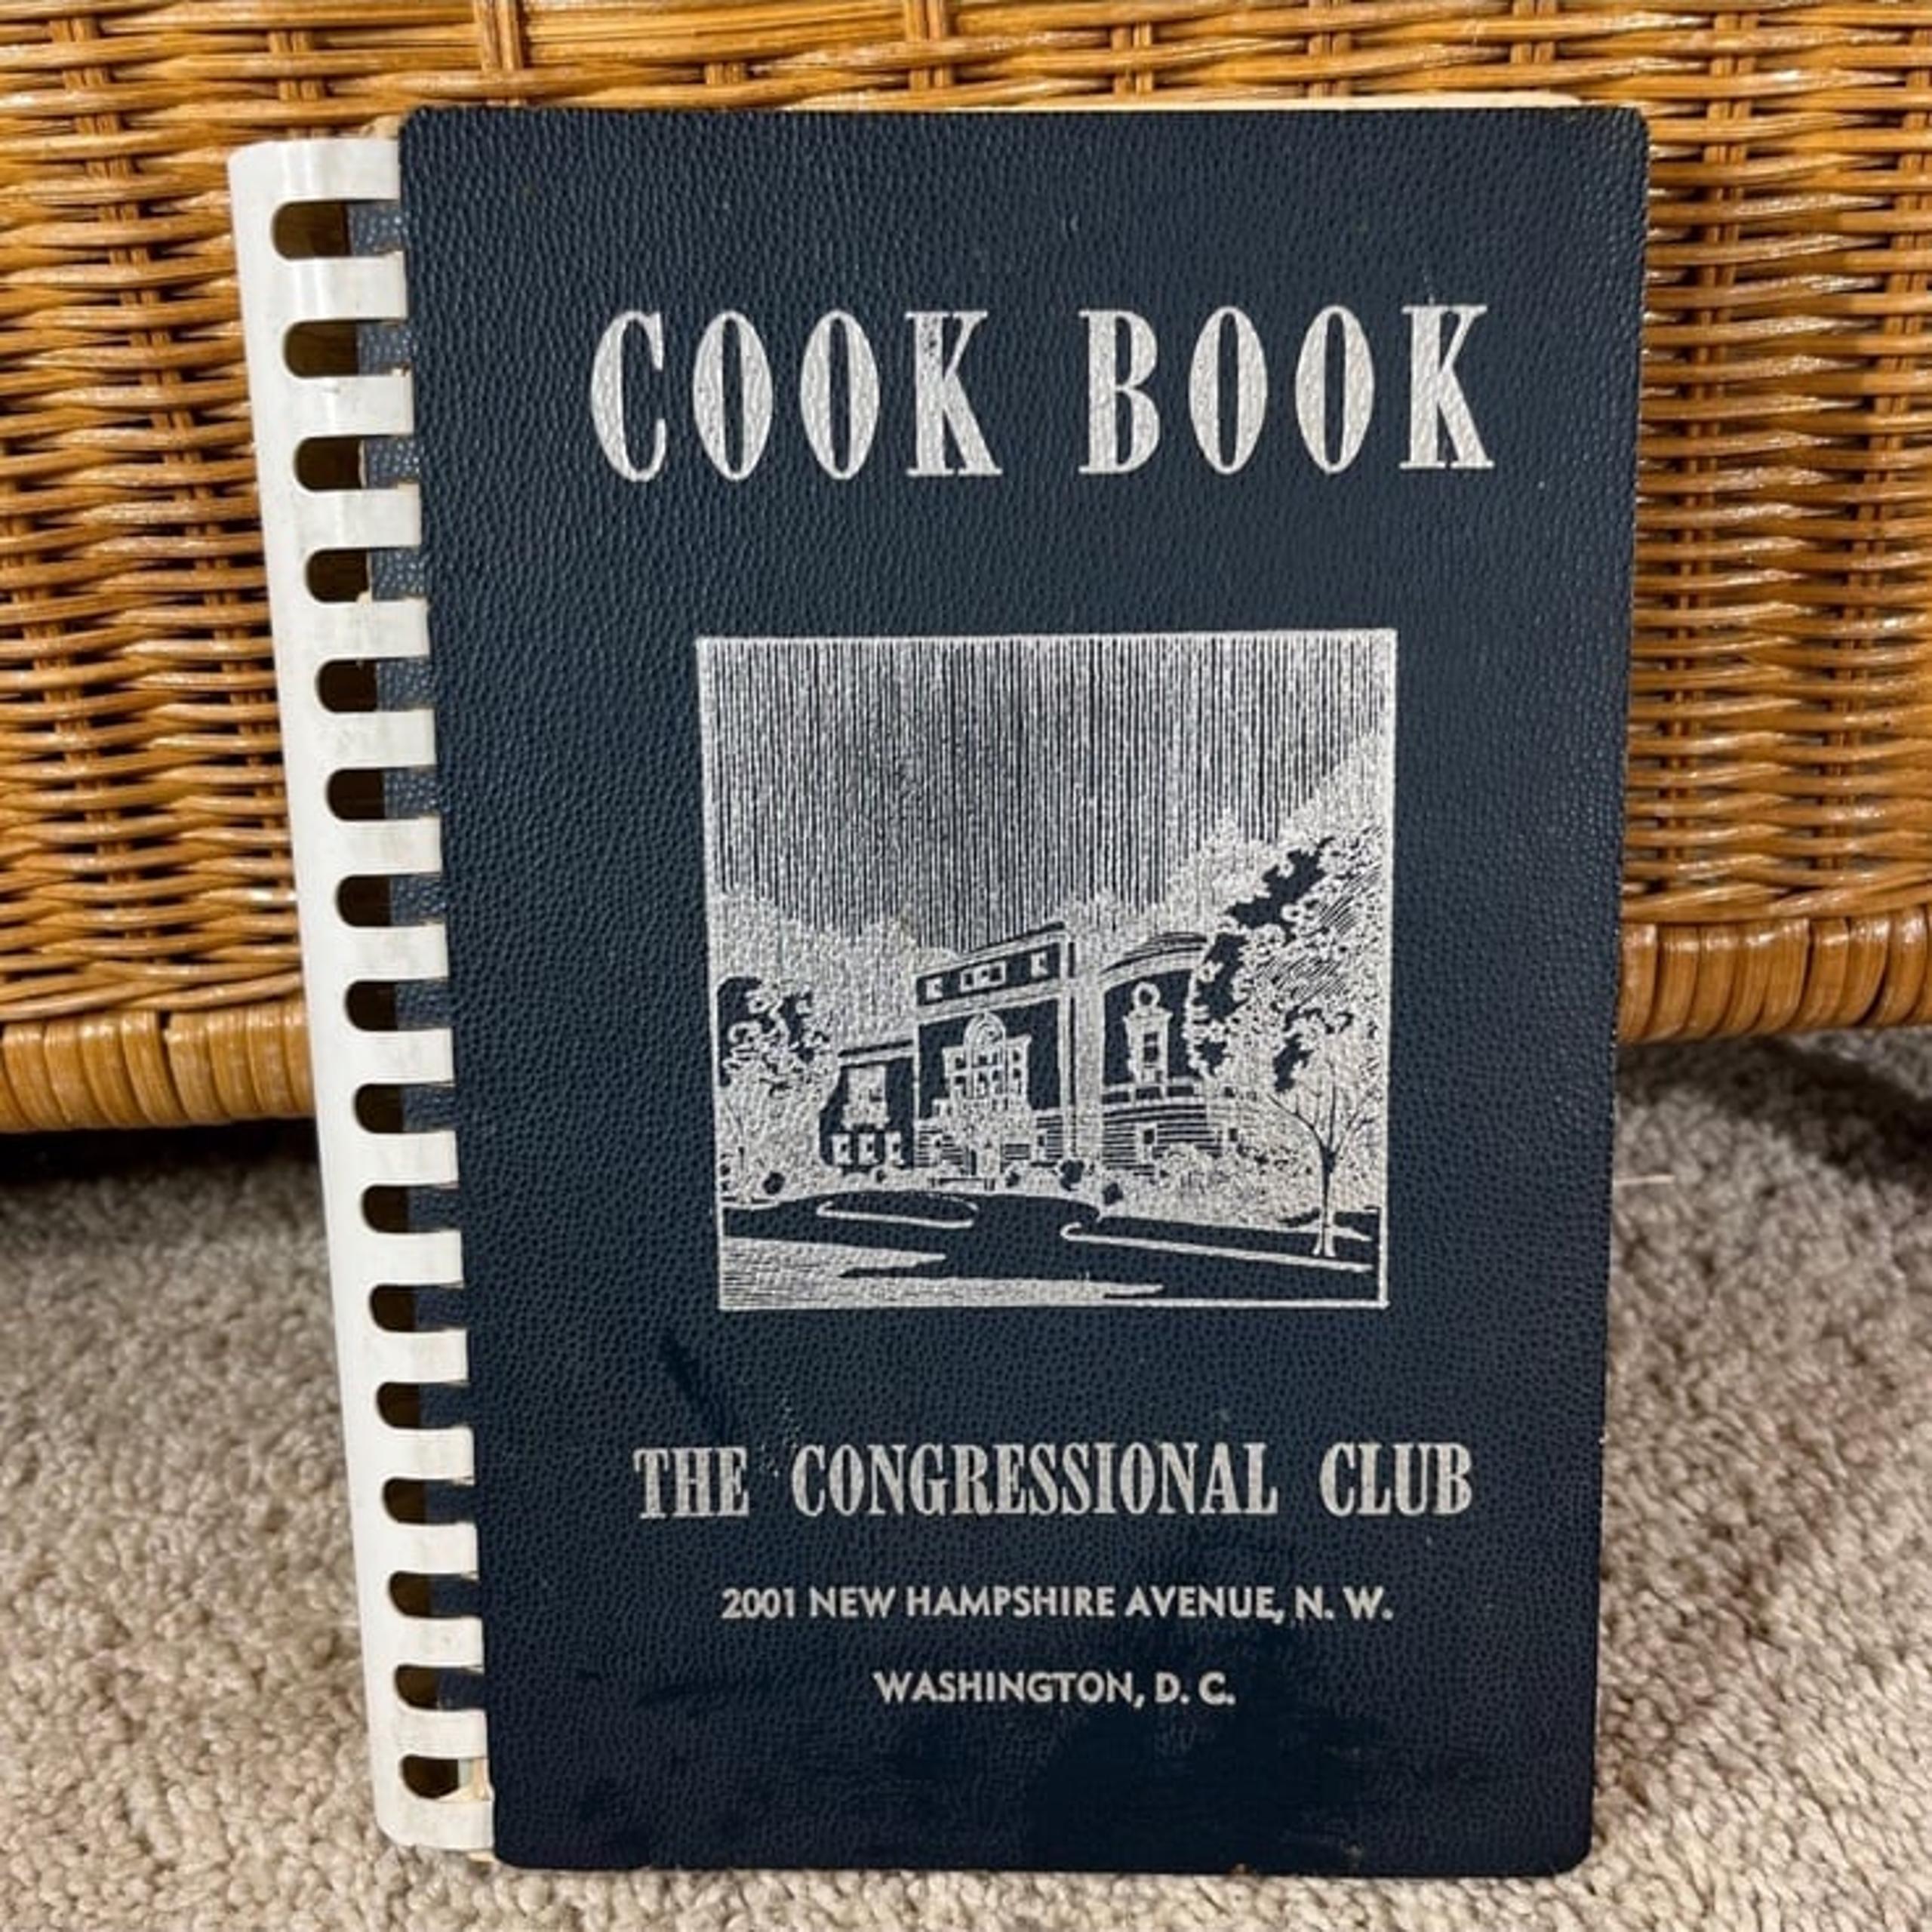 COOK BOOK
THE CONGRESSIONAL CLUB
2001 NEW HAMPSHIRE AVENUE, N. W.
WASHINGTON, D. C.